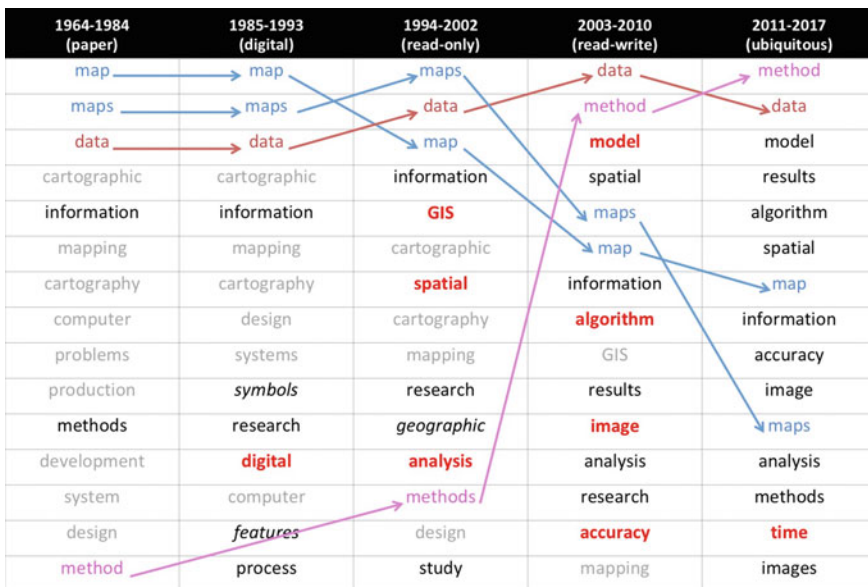 1964-1984 1985-1993 1994-2002 2003-2010 2011-2017
(paper) (digital) (read-only) (read-write) (ubiquitous)
map map maps data method
maps maps data method data
data data map model model
cartographic cartographic information spatial results
information information GIS maps algorithm
mapping mapping cartographic map spatial
cartography cartography spatial information map
computer design cartography algorithm information
problems systems mapping GIS accuracy
production symbols research results image
methods research geographic image maps
development digital analysis analysis analysis
system computer methods research methods
design features design accuracy time
method process study mapping images